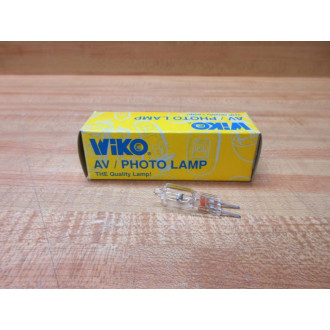 WIKO
WIKO®
AV / PHOTO LAMP
AV / PHOTO LAMP
THE Quality Lamp!